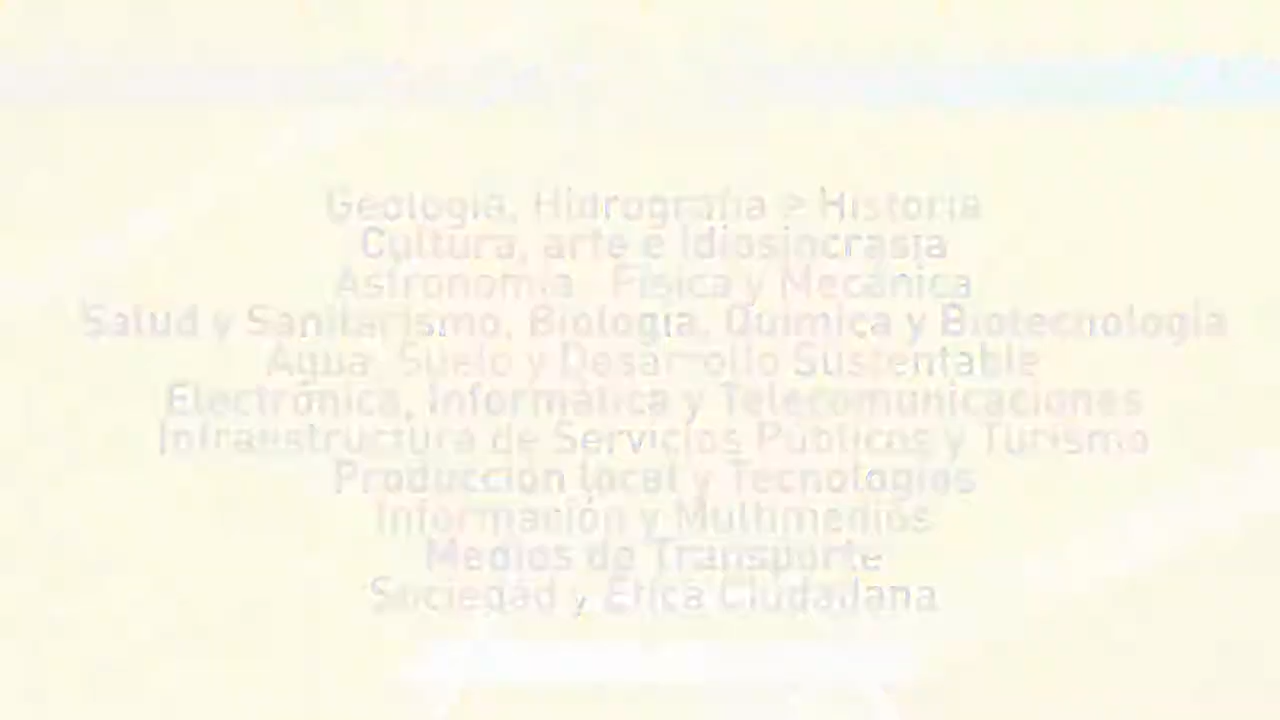 Geología, Hidrografía e Historia
Cultura, arte e Idiosincrasia
Astronomía, Física y Mecánica
Salud y Sanitarismo, Biología, Química y Biotecnología
Agua, Suelo y Desarrollo Sustentable
Electrónica, Informática y Telecomunicaciones
Infraestructura de Servicios Públicos y Turismo
Producción local y Tecnologías
Información y Multimedios
Medios de Transporte
Sociedad y Ética Ciudadana